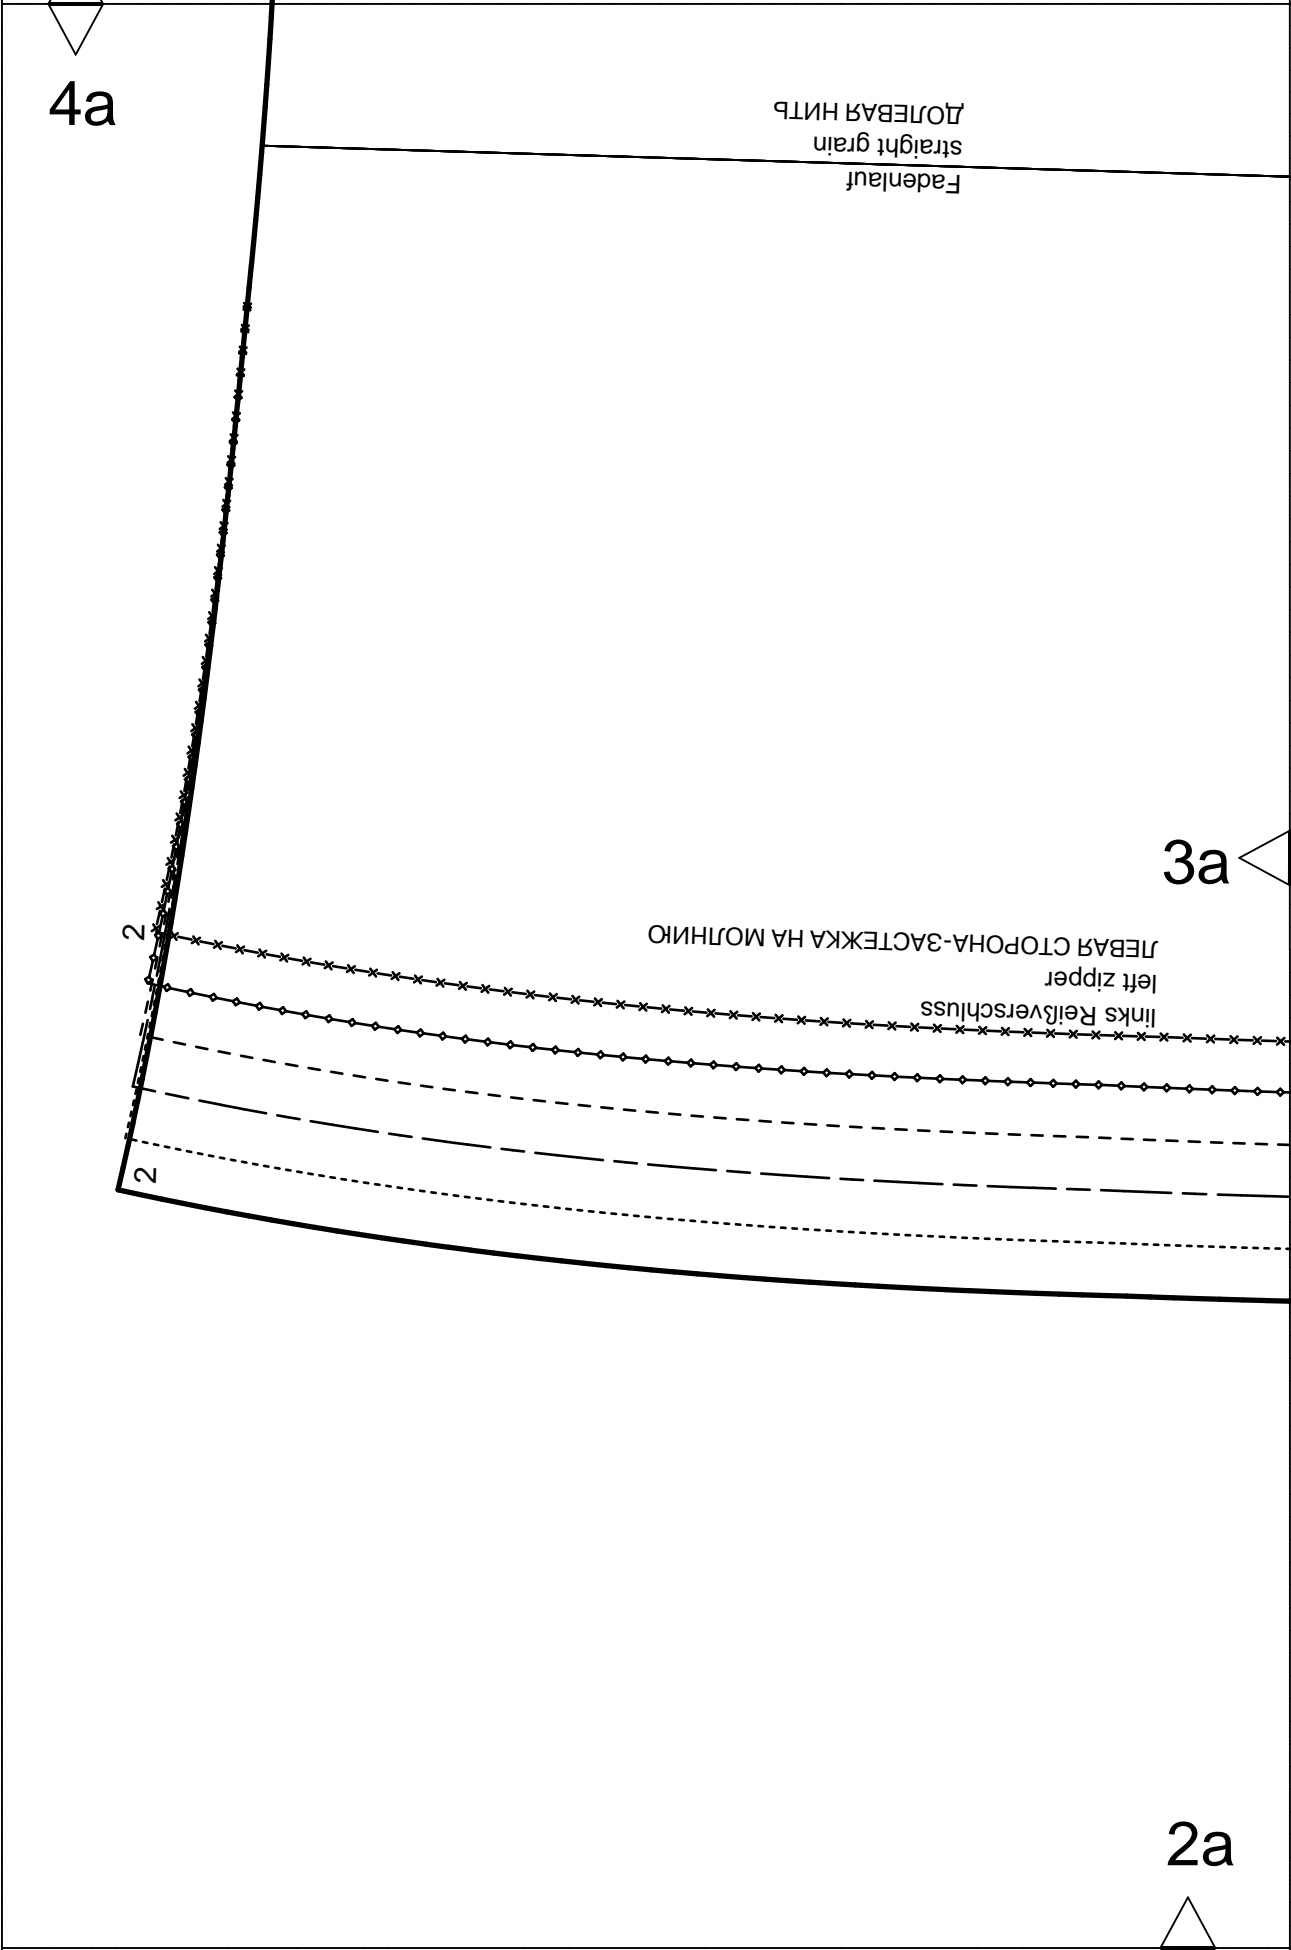 4a
Fadenlauf
straight grain
ДОЛЕВАЯ НИТЬ
3a
2
links Reißverschluss
left zipper
ЛЕВАЯ СТОРОНА-ЗАСТЕЖКА НА МОЛНИЮ
2
2a